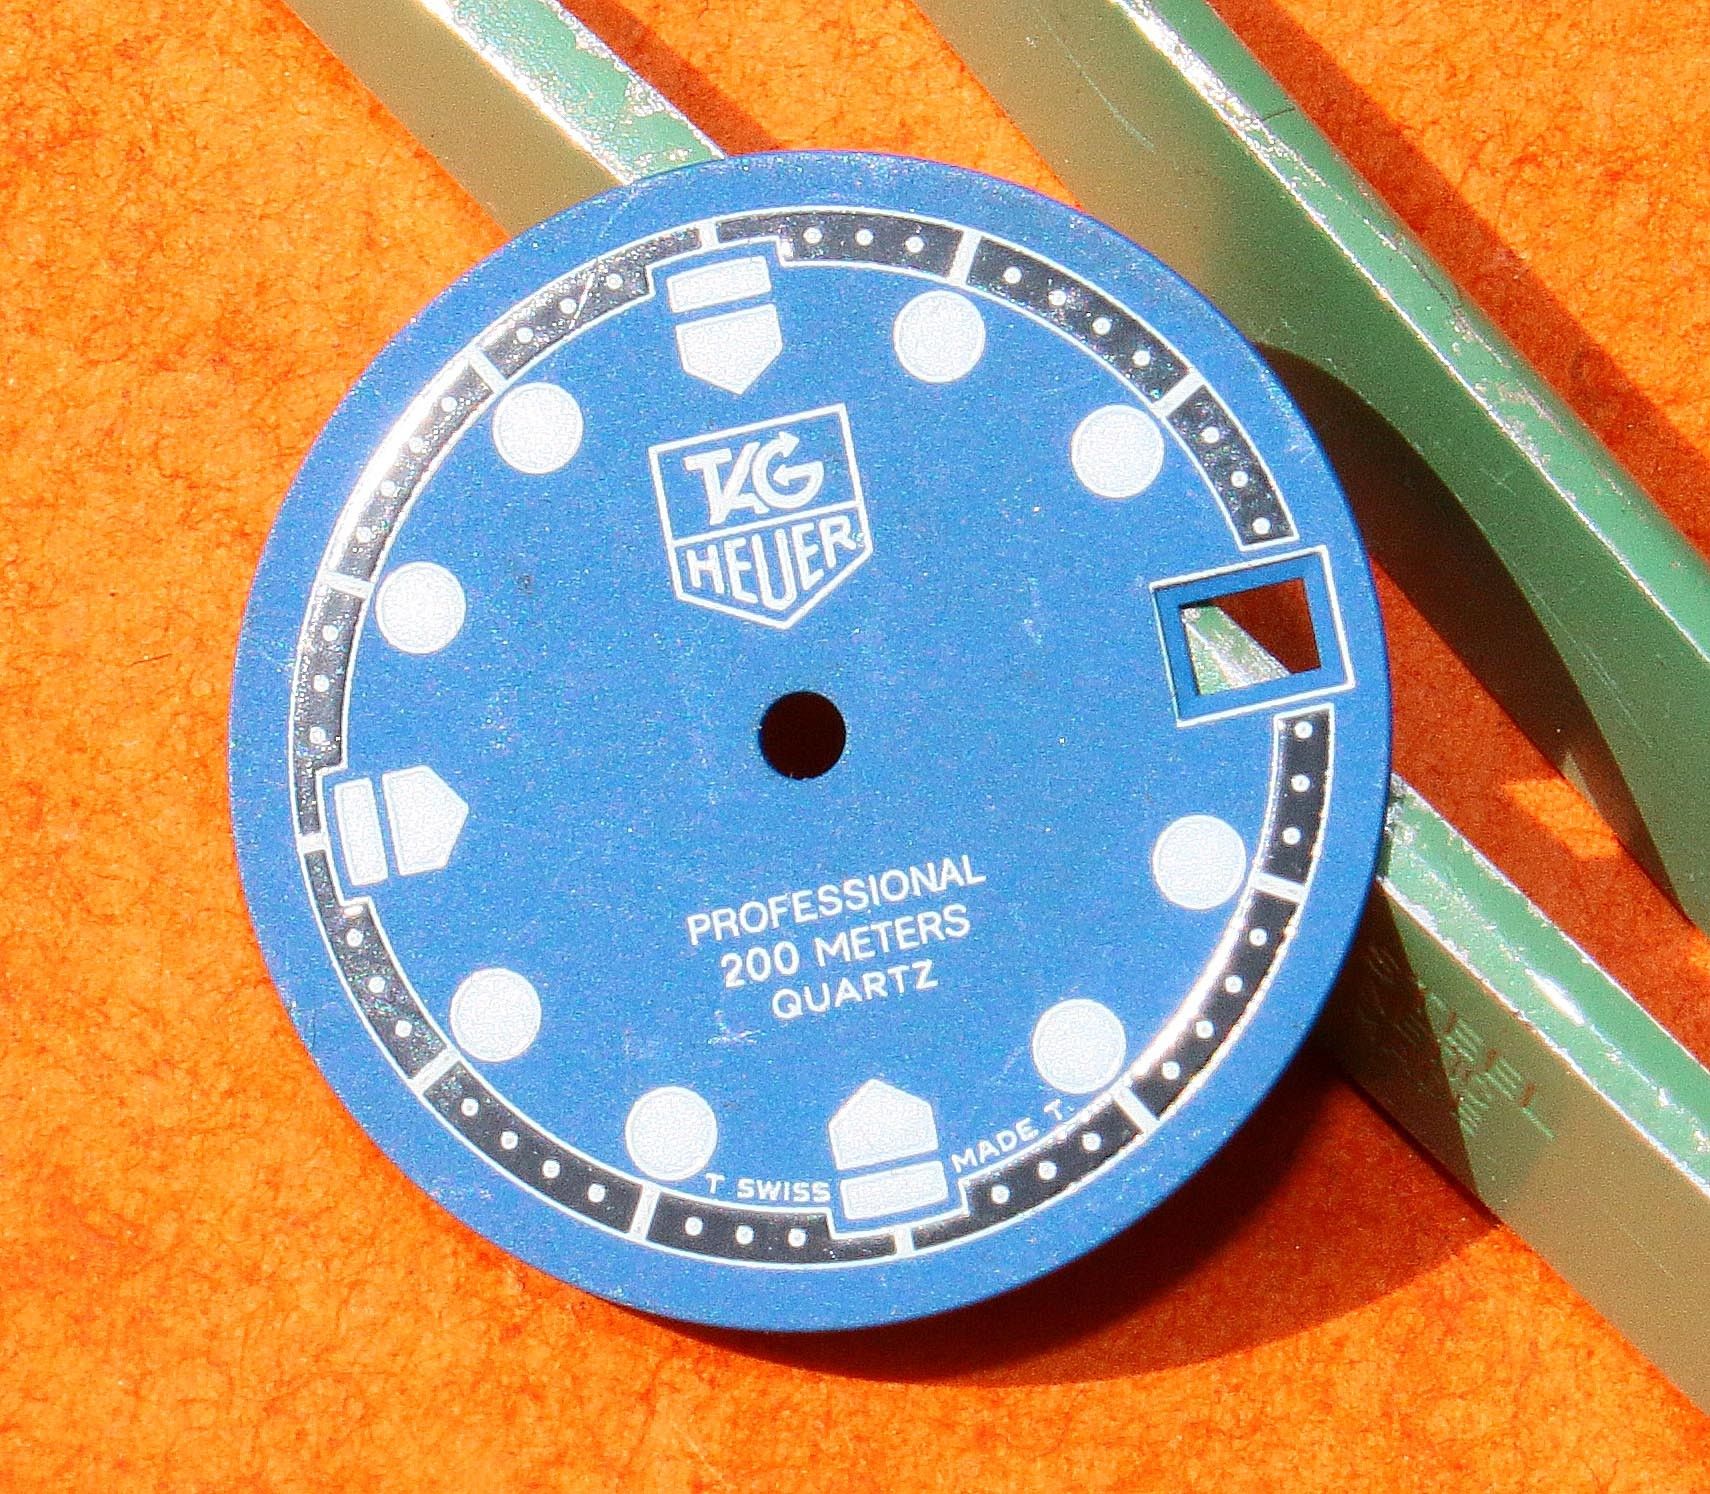 TAG
HEUER
PROFESSIONAL
200 METERS
QUARTZ
T SWISS MADE T